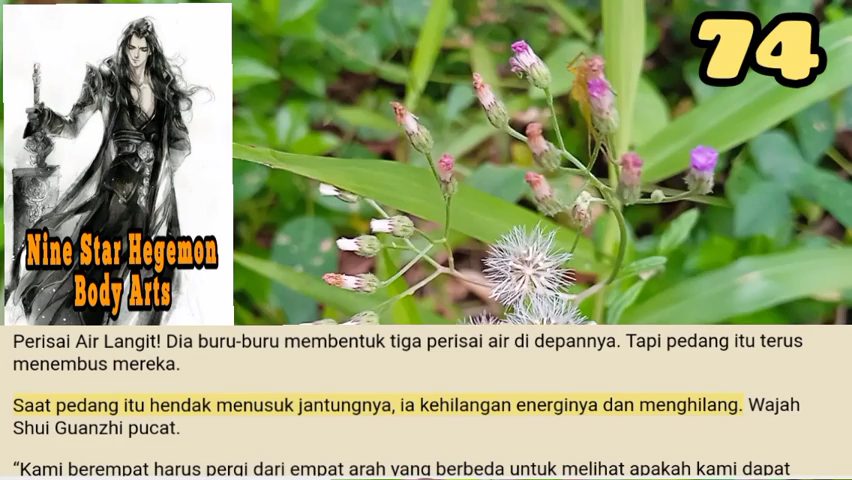 74
Nine Star Hegemon
Body Arts
Perisai Air Langit! Dia buru-buru membentuk tiga perisai air di depannya. Tapi pedang itu terus
menembus mereka.
Saat pedang itu hendak menusuk jantungnya, ia kehilangan energinya dan menghilang. Wajah
Shui Guanzhi pucat.
“Kami berempat harus pergi dari empat arah yang berbeda untuk melihat apakah kami dapat